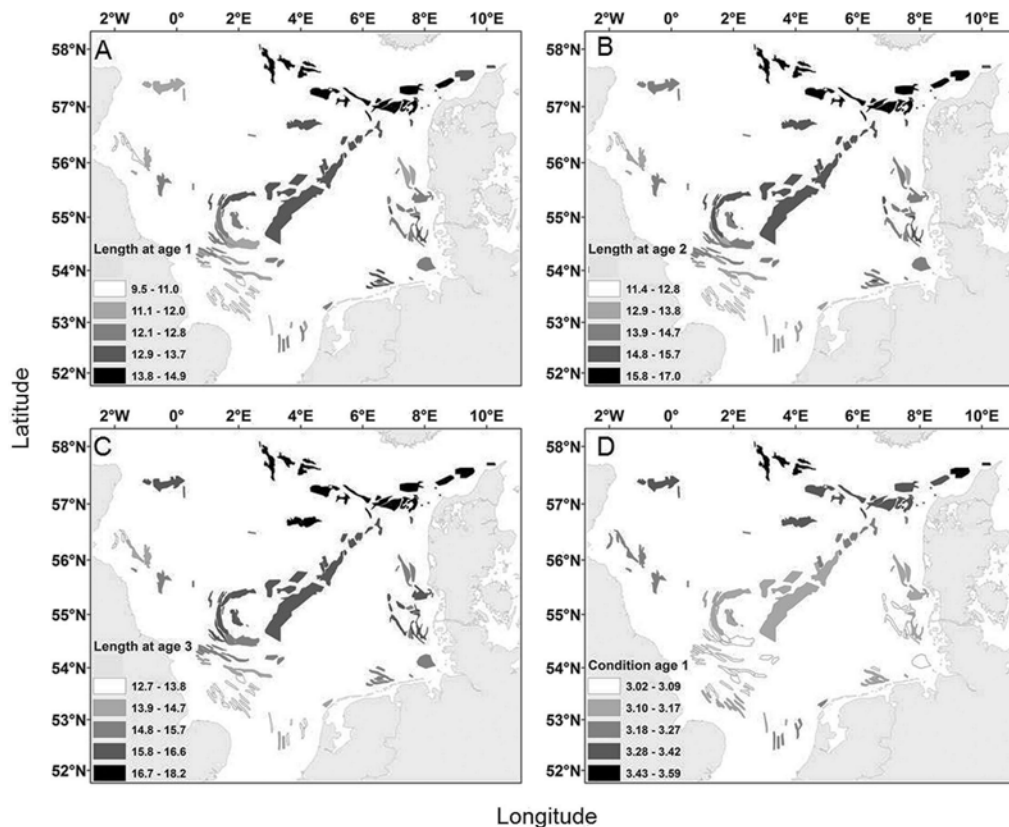 2°W 0° 2°E 4°E 6°E 8°E 10°E 2°W 0° 2°E 4°E 6°E 8°E 10°E
A
58°N
57°N
56°N
55°N
54°N
53°N
52°N
Length at age 1
9.5 - 11.0
11.1 - 12.0
12.1 - 12.8
12.9 - 13.7
13.8 - 14.9
B
58°N
57°N
56°N
55°N
54°N
53°N
52°N
Length at age 2
11.4 - 12.8
12.9 - 13.8
13.9 - 14.7
14.8 - 15.7
15.8 - 17.0
Latitude
2°W 0° 2°E 4°E 6°E 8°E 10°E 2°W 0° 2°E 4°E 6°E 8°E 10°E
C
58°N
57°N
56°N
55°N
54°N
53°N
52°N
Length at age 3
12.7 - 13.8
13.9 - 14.7
14.8 - 15.7
15.8 - 16.6
16.7 - 18.2
D
58°N
57°N
56°N
55°N
54°N
53°N
52°N
Condition age 1
3.02 - 3.09
3.10 - 3.17
3.18 - 3.27
3.28 - 3.42
3.43 - 3.59
Longitude